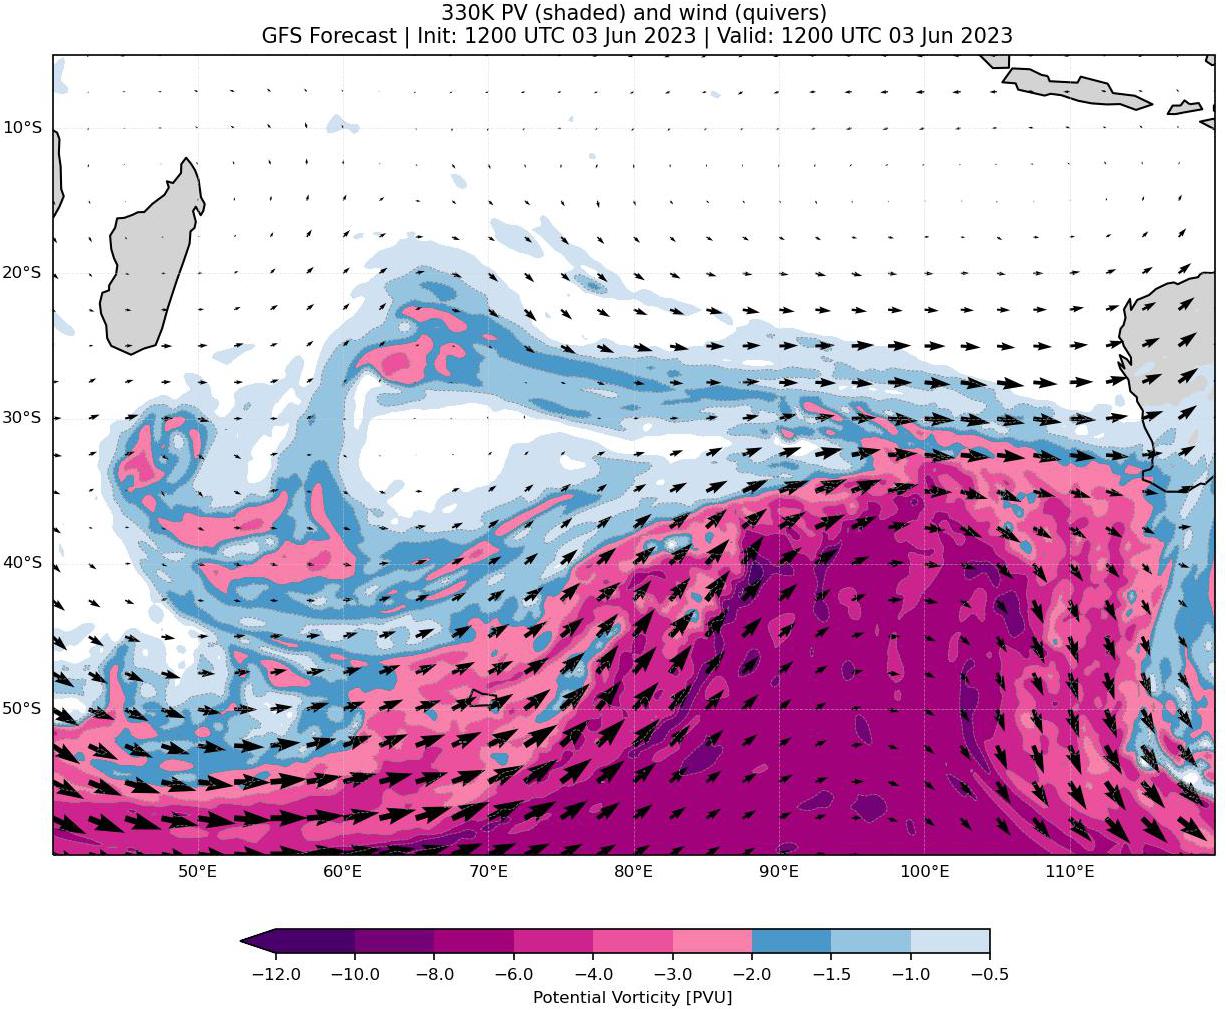 330K PV (shaded) and wind (quivers)
GFS Forecast | Init: 1200 UTC 03 Jun 2023 | Valid: 1200 UTC 03 Jun 2023
10°S
20°S
30°S
40°S
50°S
50°E 60°E 70°E 80°E 90°E 100°E 110°E
−12.0 −10.0 −8.0 −6.0 −4.0 −3.0 −2.0 −1.5 −1.0 −0.5
Potential Vorticity [PVU]